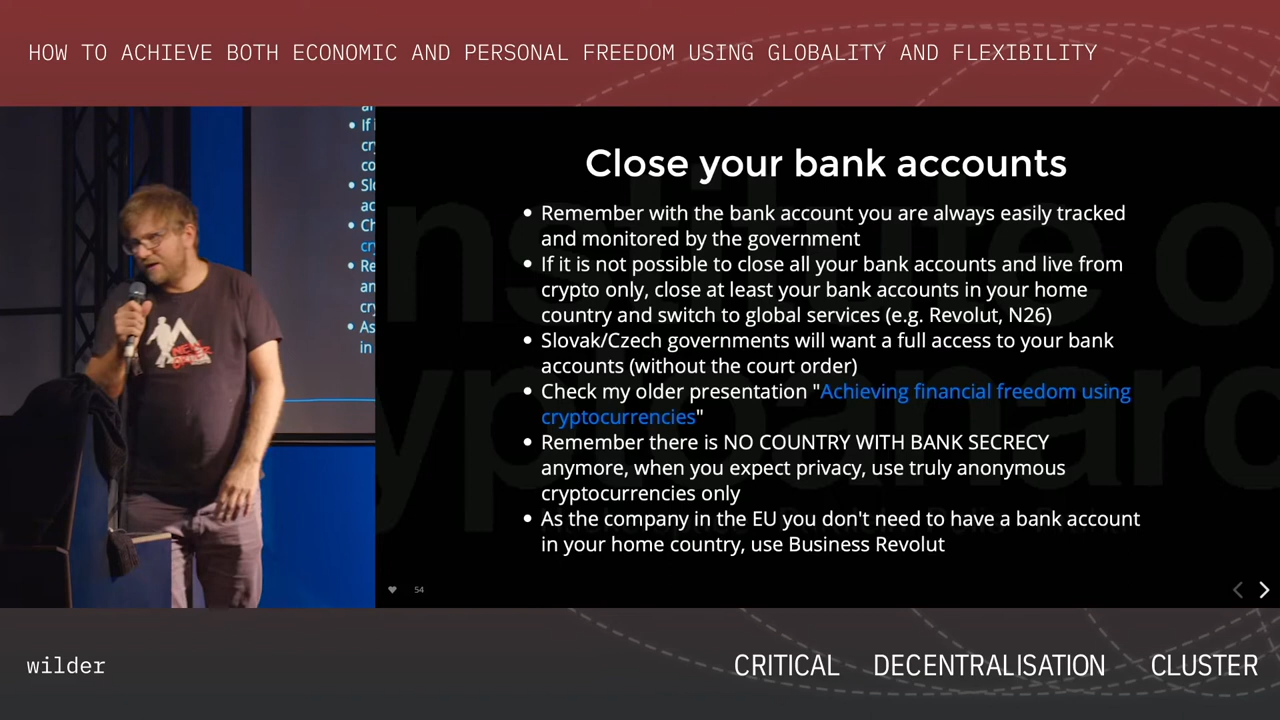 HOW TO ACHIEVE BOTH ECONOMIC AND PERSONAL FREEDOM USING GLOBALITY AND FLEXIBILITY
Close your bank accounts
• Remember with the bank account you are always easily tracked
and monitored by the government
• If it is not possible to close all your bank accounts and live from
crypto only, close at least your bank accounts in your home
country and switch to global services (e.g. Revolut, N26)
• Slovak/Czech governments will want a full access to your bank
accounts (without the court order)
• Check my older presentation "Achieving financial freedom using
cryptocurrencies"
• Remember there is NO COUNTRY WITH BANK SECRECY
anymore, when you expect privacy, use truly anonymous
cryptocurrencies only
• As the company in the EU you don't need to have a bank account
in your home country, use Business Revolut
54
wilder
CRITICAL DECENTRALISATION CLUSTER